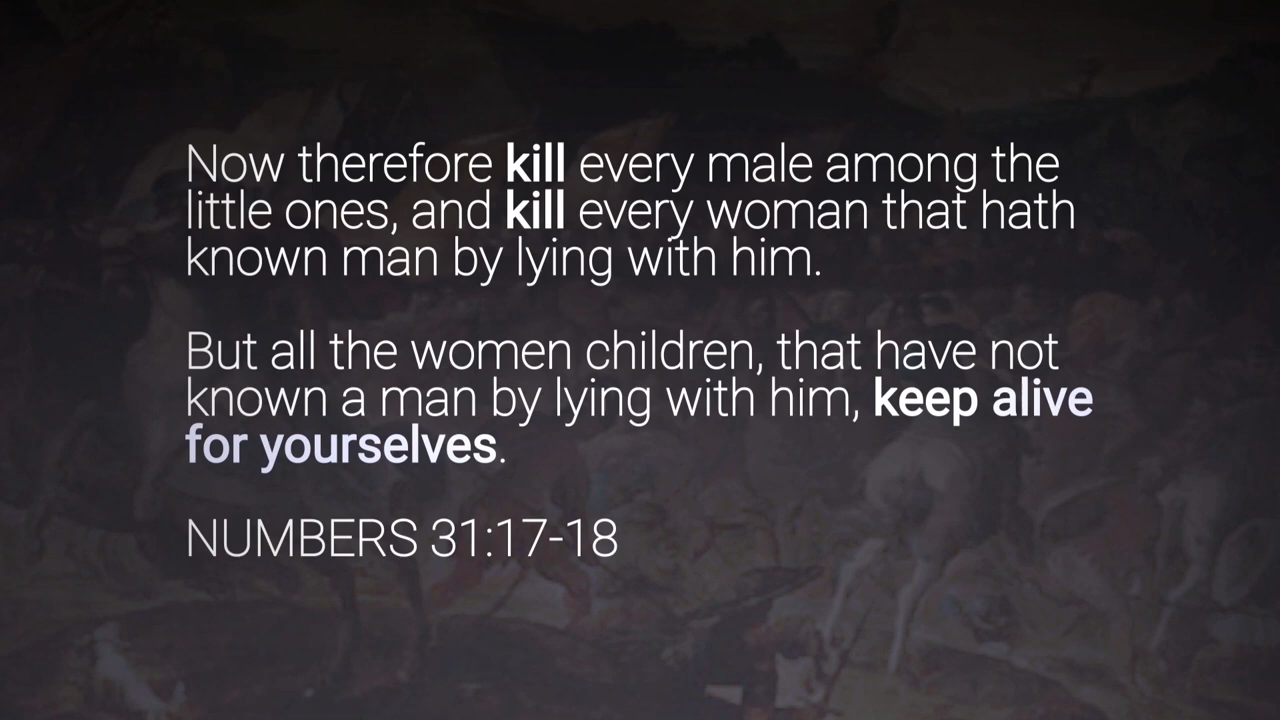 Now therefore kill every male among the
little ones, and kill every woman that hath
known man by lying with him.
But all the women children, that have not
known a man by lying with him, keep alive
for yourselves.
NUMBERS 31:17-18